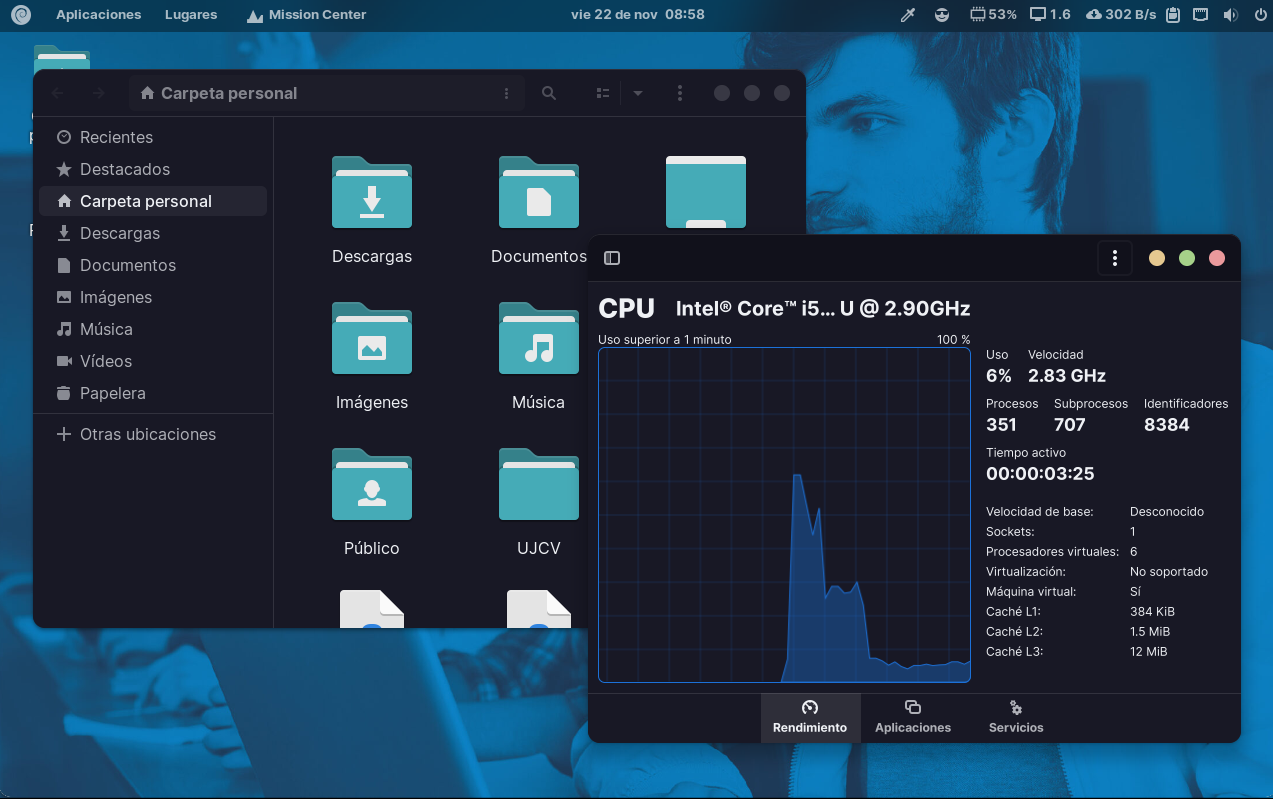 Aplicaciones Lugares Mission Center vie 22 de nov 08:58 53% 1.6 302 B/s
Carpeta personal
Recientes
Destacados
Carpeta personal
Descargas
Documentos
Imágenes
Música
Vídeos
Papelera
Otras ubicaciones
Descargas
Documentos
Imágenes
Música
Público
UJCV
CPU Intel® Core™ i5... U @ 2.90GHz
Uso superior a 1 minuto 100 %
Uso Velocidad
6% 2.83 GHz
Procesos Subprocesos Identificadores
351 707 8384
Tiempo activo
00:00:03:25
Velocidad de base: Desconocido
Sockets: 1
Procesadores virtuales: 6
Virtualización: No soportado
Máquina virtual: Sí
Caché L1: 384 KiB
Caché L2: 1.5 MiB
Caché L3: 12 MiB
Rendimiento Aplicaciones Servicios